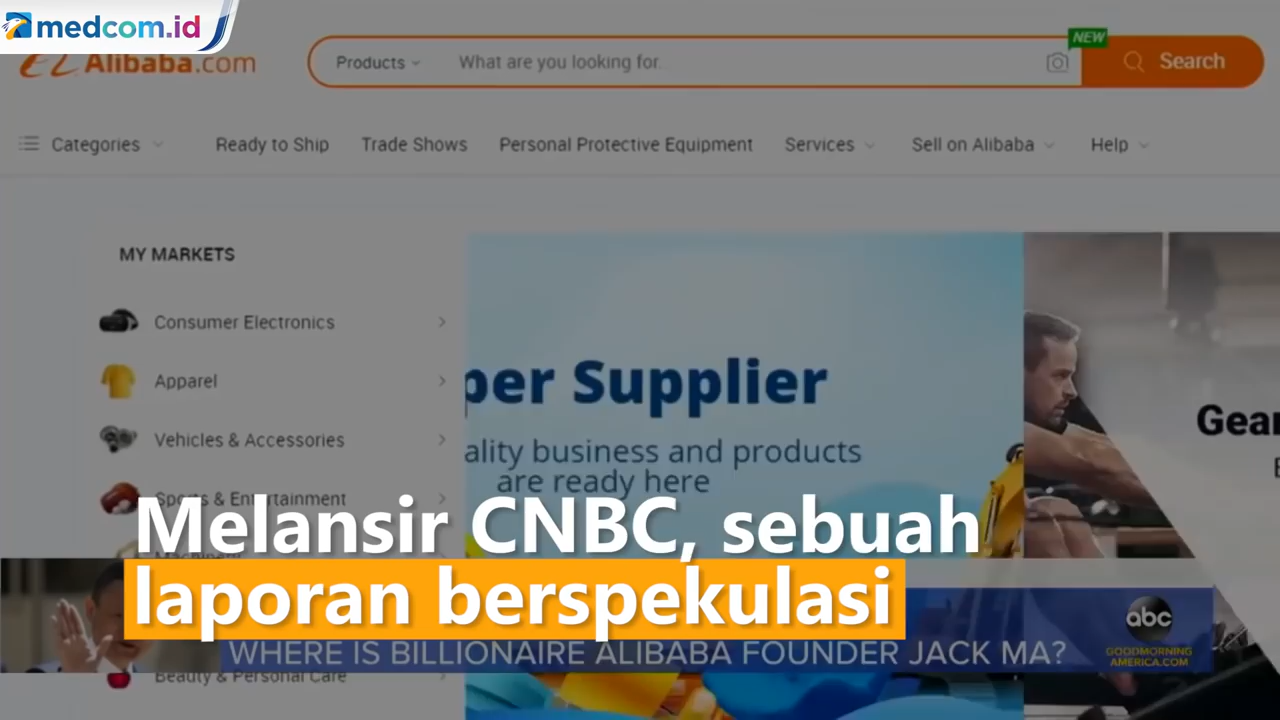 medcom.id
Alibaba.com
Products
What are you looking for..
NEW
Search
Categories
Ready to Ship
Trade Shows
Personal Protective Equipment
Services
Sell on Alibaba
Help
MY MARKETS
Consumer Electronics
Apparel
Vehicles & Accessories
Sports & Entertainment
Machinery
Beauty & Personal Care
per Supplier
ality business and products
are ready here
Gear
Melansir CNBC, sebuah
laporan berspekulasi
WHERE IS BILLIONAIRE ALIBABA FOUNDER JACK MA?
abc
GOODMORNING
AMERICA.COM